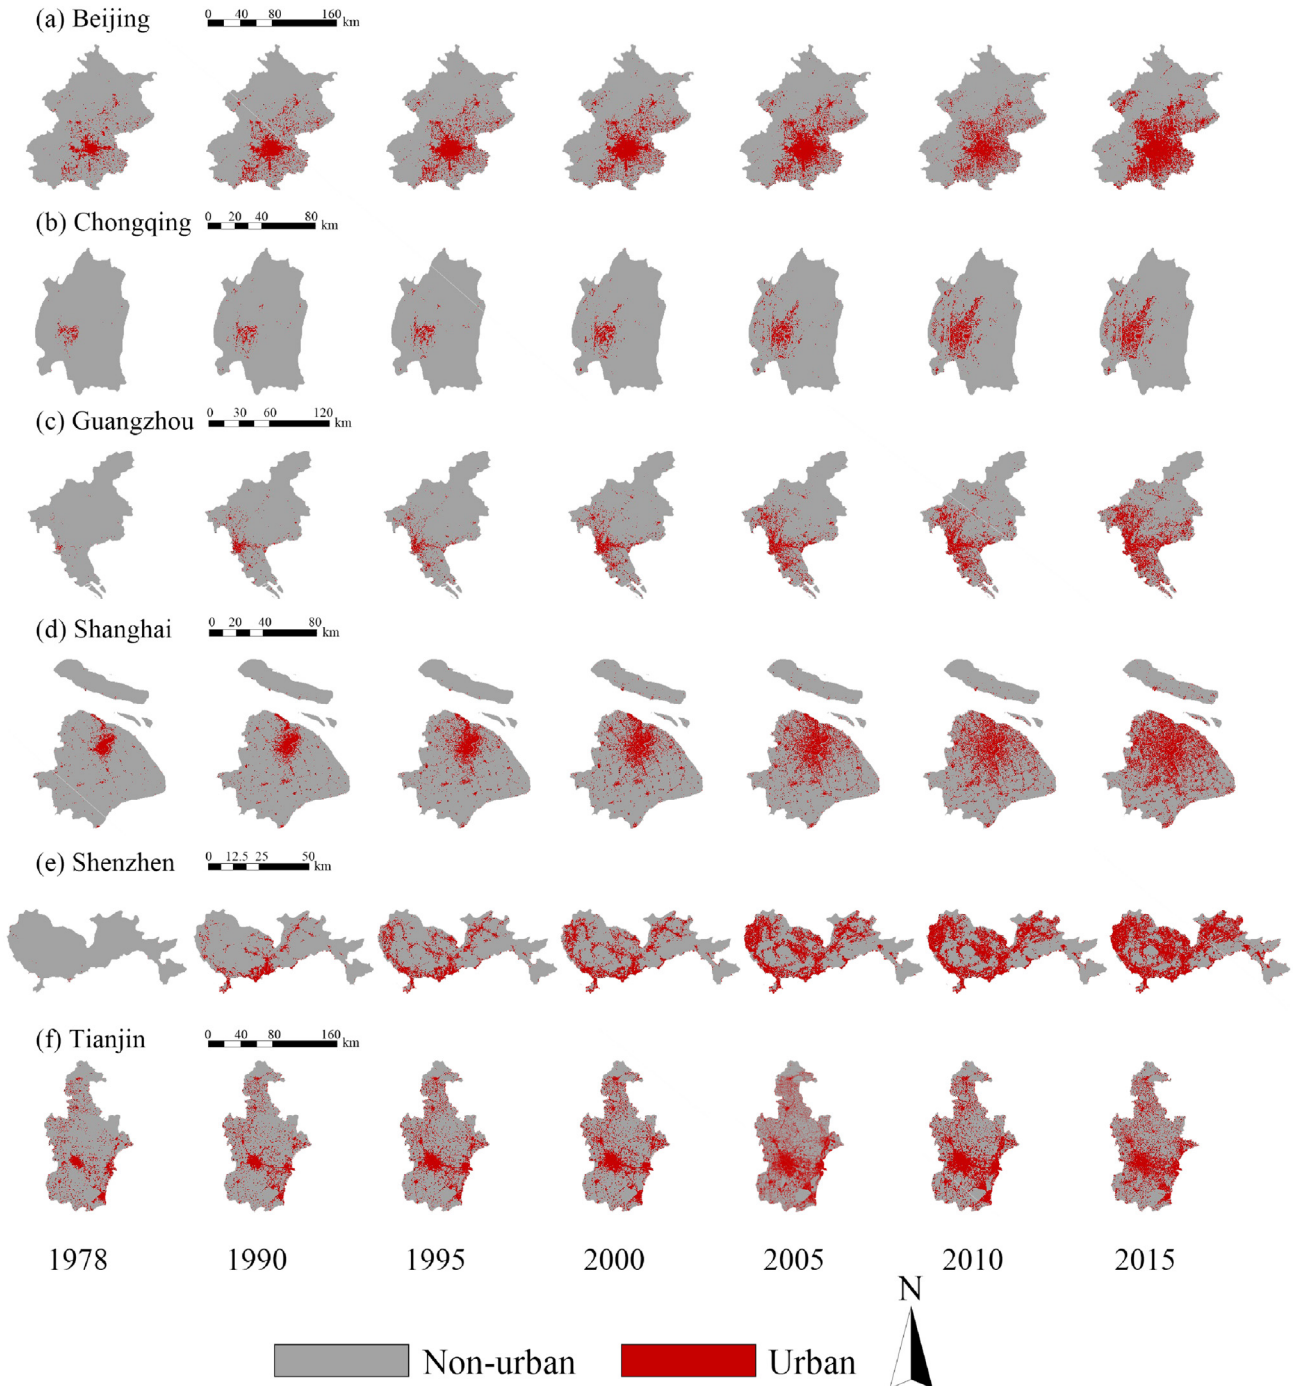 (a) Beijing
0 40 80 160 km
(b) Chongqing
0 20 40 80 km
(c) Guangzhou
0 30 60 120 km
(d) Shanghai
0 20 40 80 km
(e) Shenzhen
0 12.5 25 50 km
(f) Tianjin
0 40 80 160 km
1978 1990 1995 2000 2005 2010 2015
N
Non-urban Urban